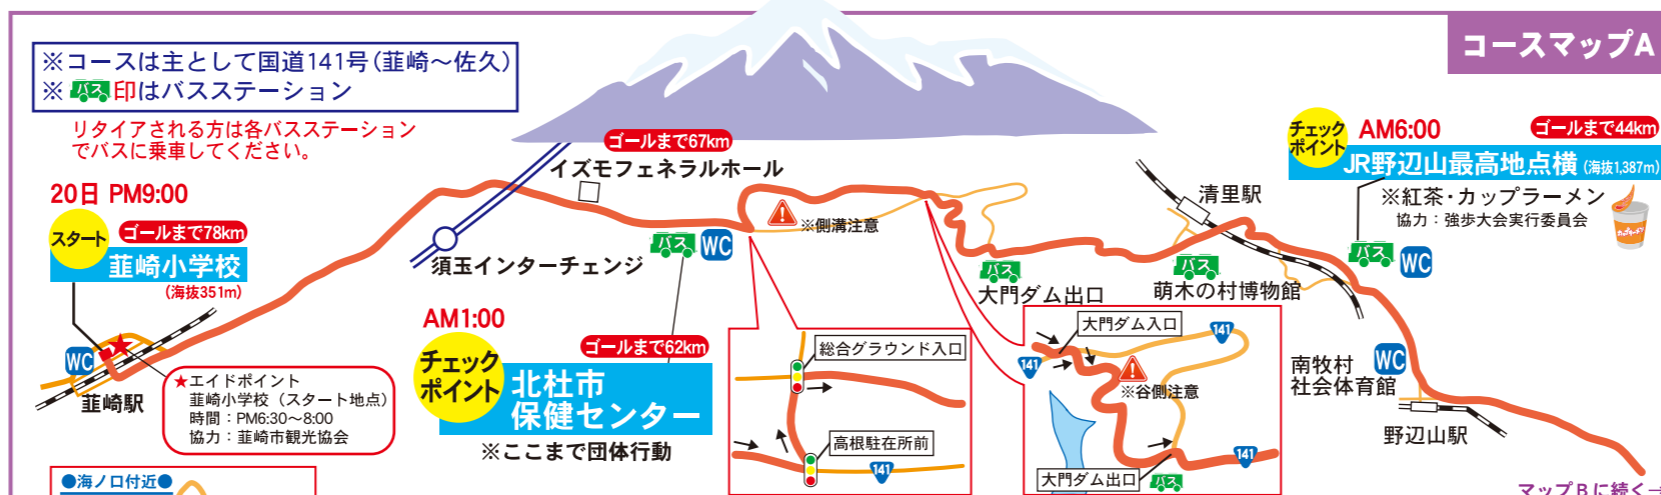 コースマップA
※コースは主として国道141号(韮崎～佐久)
※ バス 印はバスステーション
リタイアされる方は各バスステーション
でバスに乗車してください。
20日 PM9:00
スタート
ゴールまで78km
韮崎小学校
(海抜351m)
WC
韮崎駅
★エイドポイント
韮崎小学校（スタート地点）
時間：PM6:30～8:00
協力：韮崎市観光協会
●海ノロ付近●
須玉インターチェンジ
ゴールまで67km
イズモフェネラルホール
バス
WC
AM1:00
チェック
ポイント
ゴールまで62km
北杜市
保健センター
※ここまで団体行動
※側溝注意
総合グラウンド入口
高根駐在所前
141
バス
大門ダム出口
大門ダム入口
141
141
※谷側注意
大門ダム出口
バス
141
バス
萌木の村博物館
清里駅
AM6:00
チェック
ポイント
ゴールまで44km
JR野辺山最高地点横 (海抜1,387m)
※紅茶・カップラーメン
協力：強歩大会実行委員会
バス
WC
南牧村
社会体育館
WC
野辺山駅
マップBに続く→